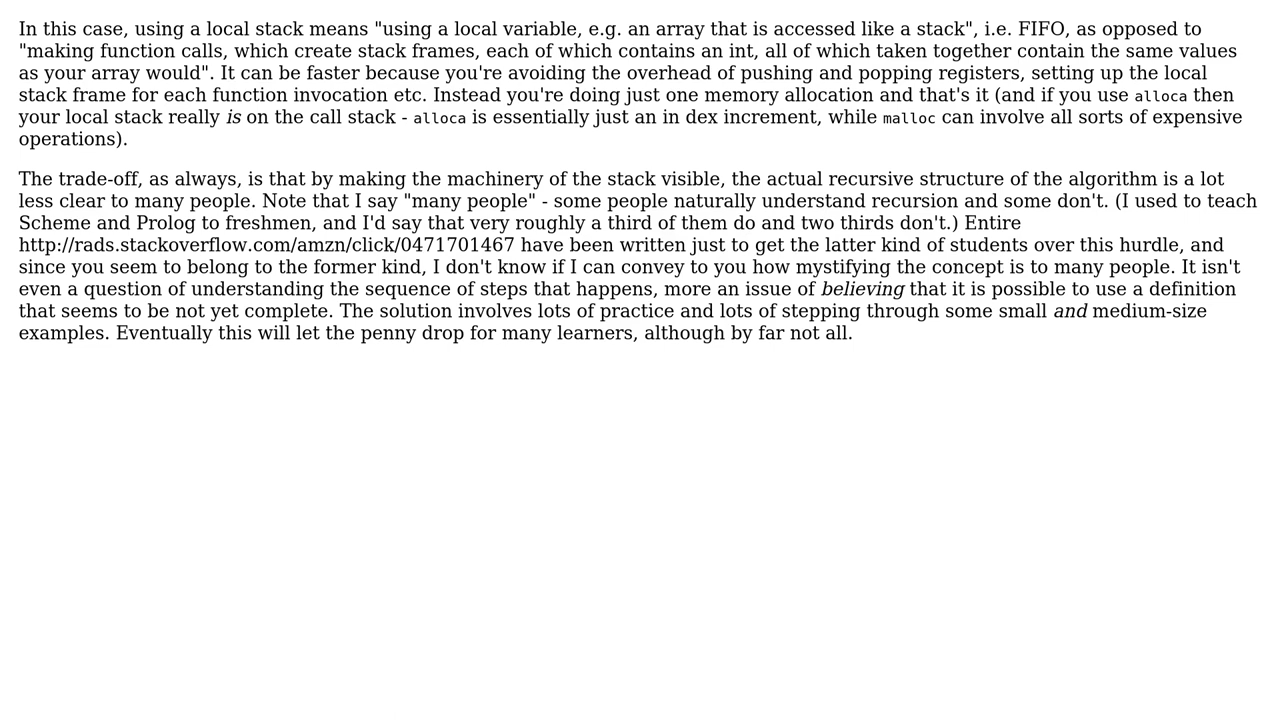 In this case, using a local stack means "using a local variable, e.g. an array that is accessed like a stack", i.e. FIFO, as opposed to
"making function calls, which create stack frames, each of which contains an int, all of which taken together contain the same values
as your array would". It can be faster because you're avoiding the overhead of pushing and popping registers, setting up the local
stack frame for each function invocation etc. Instead you're doing just one memory allocation and that's it (and if you use alloca then
your local stack really is on the call stack - alloca is essentially just an in dex increment, while malloc can involve all sorts of expensive
operations).
The trade-off, as always, is that by making the machinery of the stack visible, the actual recursive structure of the algorithm is a lot
less clear to many people. Note that I say "many people" - some people naturally understand recursion and some don't. (I used to teach
Scheme and Prolog to freshmen, and I'd say that very roughly a third of them do and two thirds don't.) Entire
http://rads.stackoverflow.com/amzn/click/0471701467 have been written just to get the latter kind of students over this hurdle, and
since you seem to belong to the former kind, I don't know if I can convey to you how mystifying the concept is to many people. It isn't
even a question of understanding the sequence of steps that happens, more an issue of believing that it is possible to use a definition
that seems to be not yet complete. The solution involves lots of practice and lots of stepping through some small and medium-size
examples. Eventually this will let the penny drop for many learners, although by far not all.